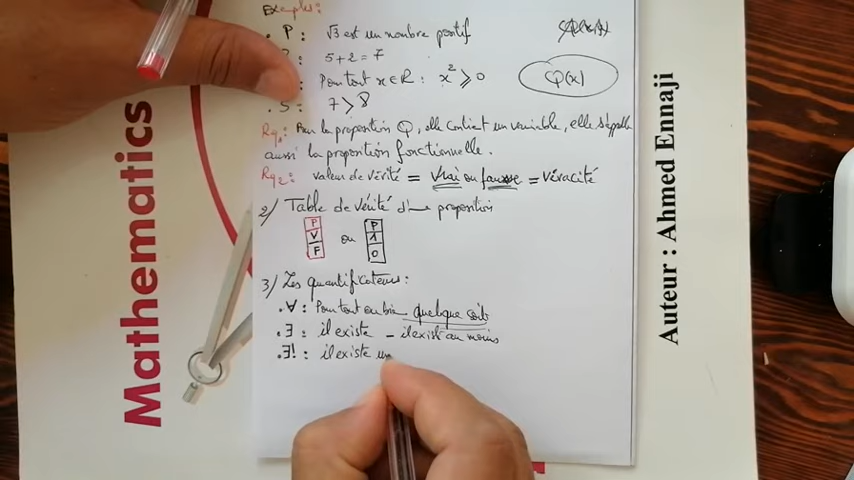 Exemples:
. P: √3 est un nombre positif
5+2 = 7
Pour tout x∈R: x² ⩾ 0
Q(x)
. S: 7 > 8
Rq1: Pour la proposition Q, elle contient un variable, elle s'appelle
aussi la proposition fonctionnelle.
Rq2: valeur de vérité = Vrai ou fausse = véracité
2/ Table de vérité d'une proposition
P
V
F
ou
P
1
0
3/ Les quantificateurs:
.∀: Pour tout ou bien quelque soit
.∃: il existe - il existe au moins
.∃!: il existe un
Mathematics
Auteur : Ahmed Ennaji